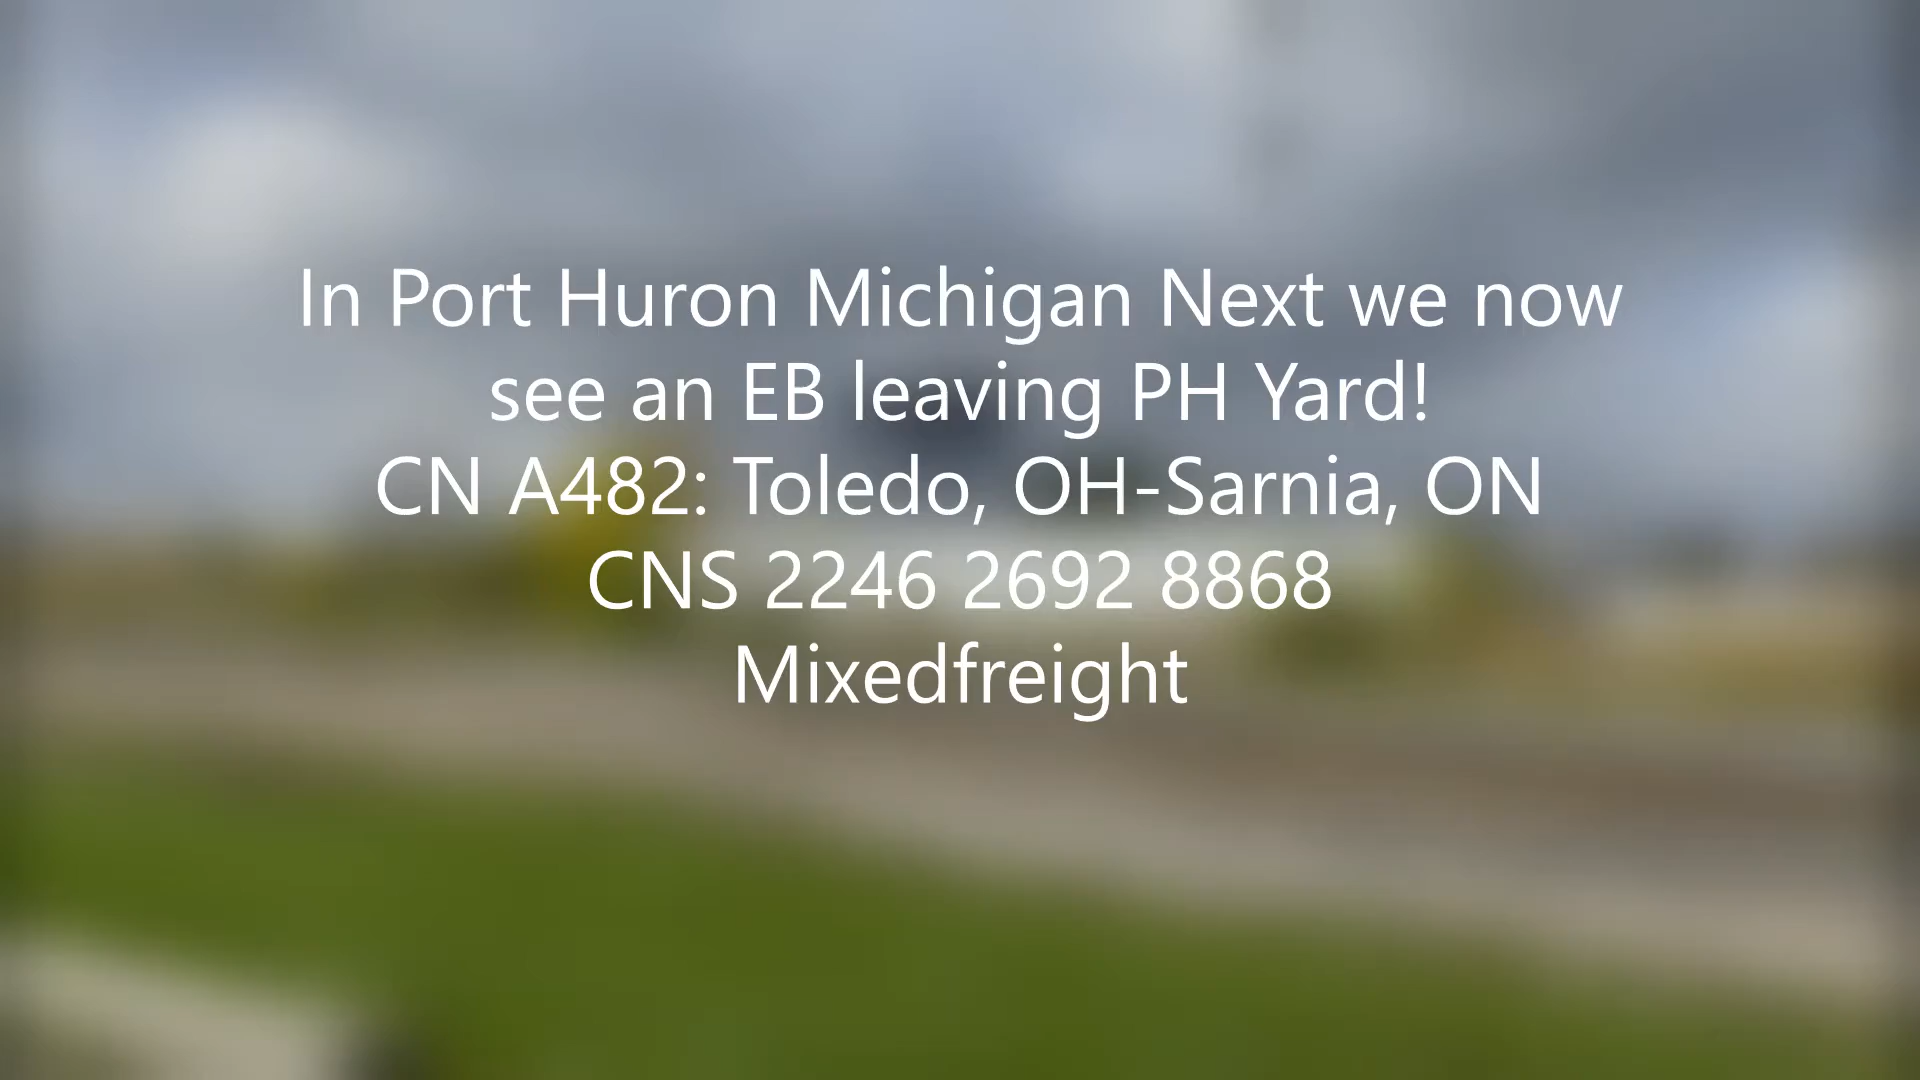 In Port Huron Michigan Next we now
see an EB leaving PH Yard!
CN A482: Toledo, OH-Sarnia, ON
CNS 2246 2692 8868
Mixedfreight